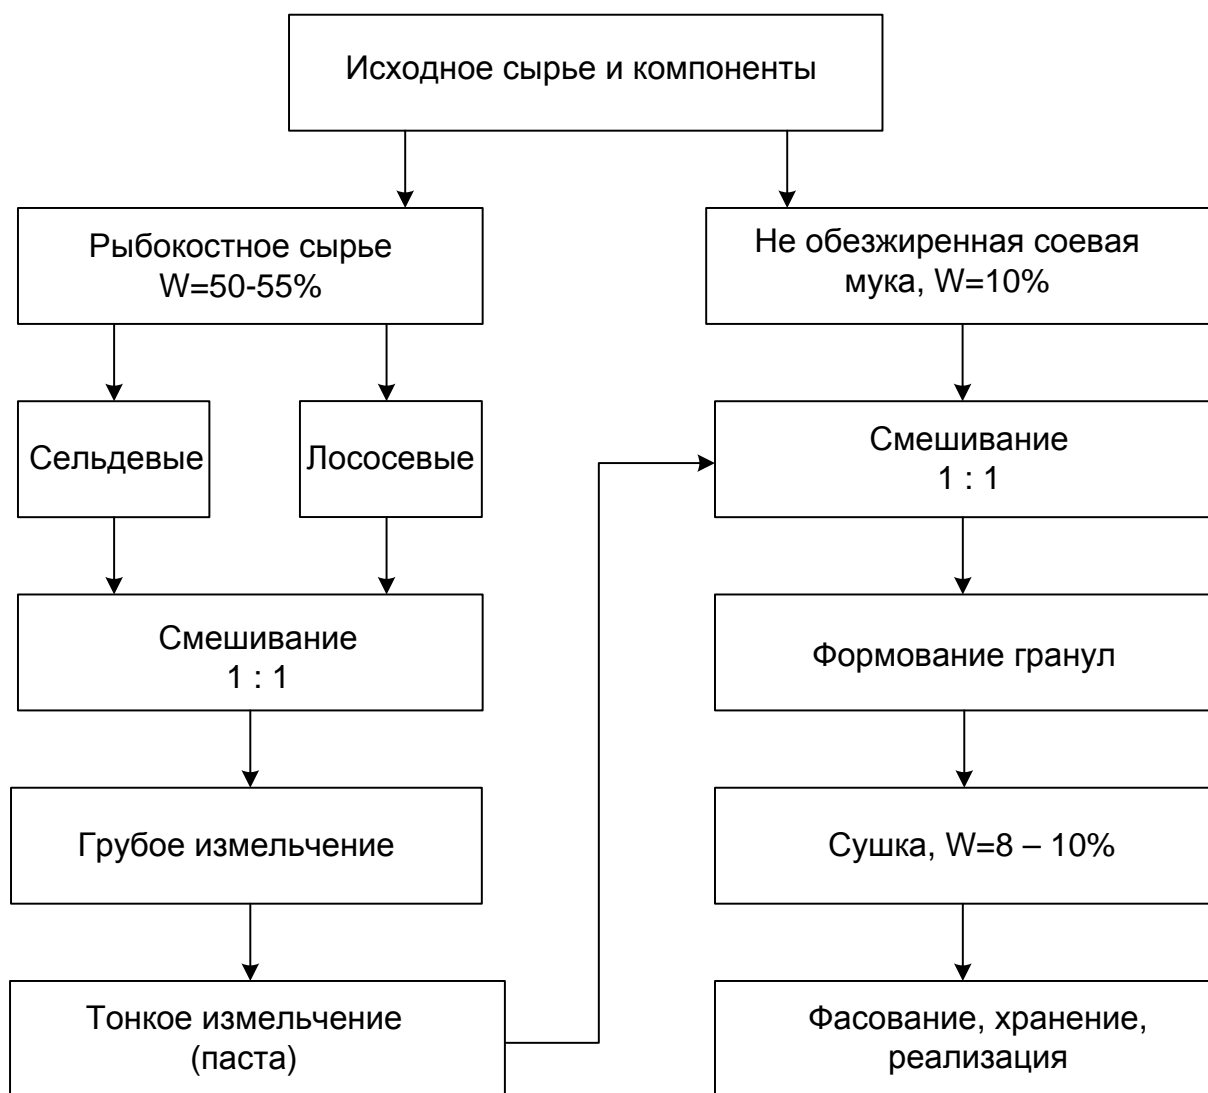 Исходное сырье и компоненты
Рыбокостное сырье
W=50-55%
Не обезжиренная соевая
мука, W=10%
Сельдевые
Лососевые
Смешивание
1 : 1
Смешивание
1 : 1
Формование гранул
Грубое измельчение
Сушка, W=8 – 10%
Тонкое измельчение
(паста)
Фасование, хранение,
реализация